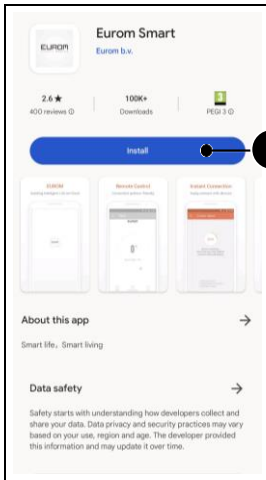 EUROM
Eurom Smart
Eurom b.v.
2.6★
100K+
3
400 reviews
Downloads
PEGI 3
Install
EUROM
Remote Control
Instant Connection
About this app
Smart life, Smart living
Data safety
Safety starts with understanding how developers collect and
share your data. Data privacy and security practices may vary
based on your use, region and age. The developer provided
this information and may update it over time.